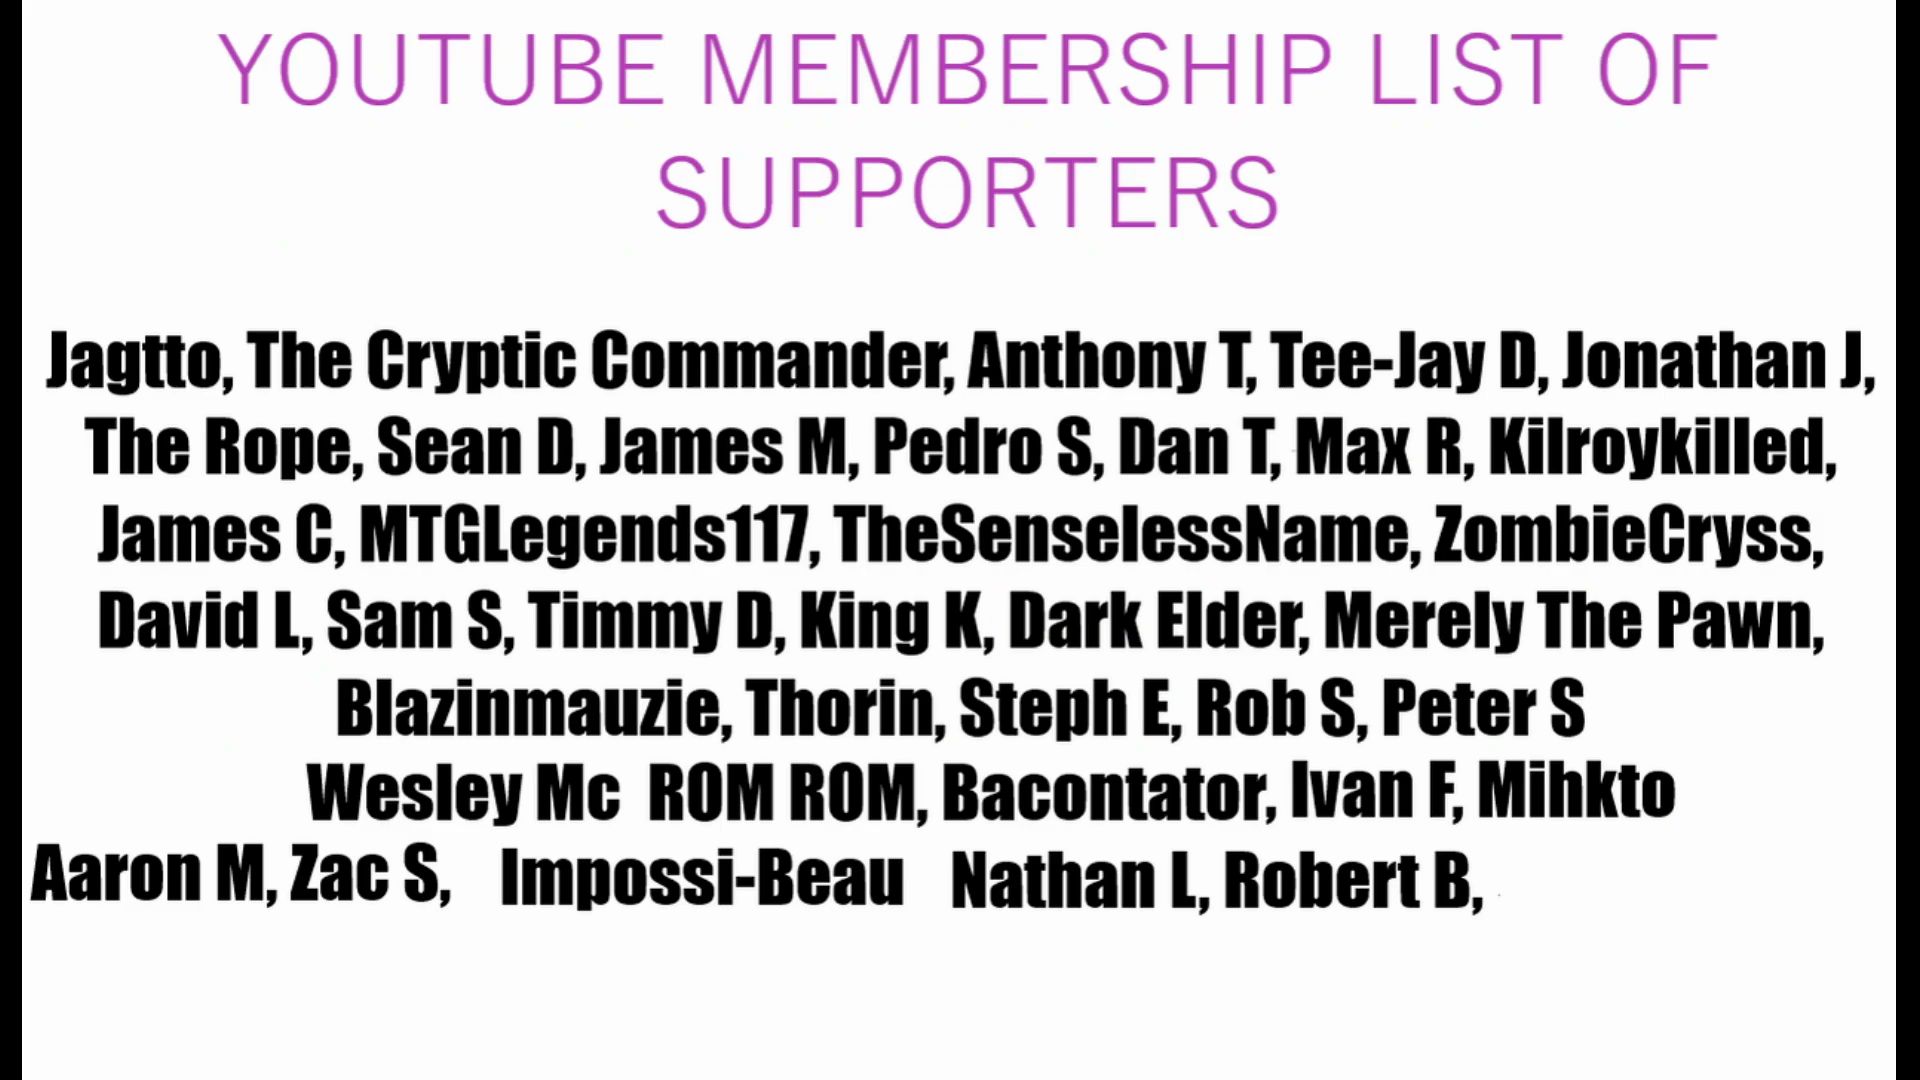 YOUTUBE MEMBERSHIP LIST OF
SUPPORTERS
Jagtto, The Cryptic Commander, Anthony T, Tee-Jay D, Jonathan J,
The Rope, Sean D, James M, Pedro S, Dan T, Max R, Kilroykilled,
James C, MTGLegends117, TheSenselessName, ZombieCryss,
David L, Sam S, Timmy D, King K, Dark Elder, Merely The Pawn,
Blazinmauzie, Thorin, Steph E, Rob S, Peter S
Wesley Mc ROM ROM, Bacontator, Ivan F, Mihkto
Aaron M, Zac S, Impossi-Beau Nathan L, Robert B,